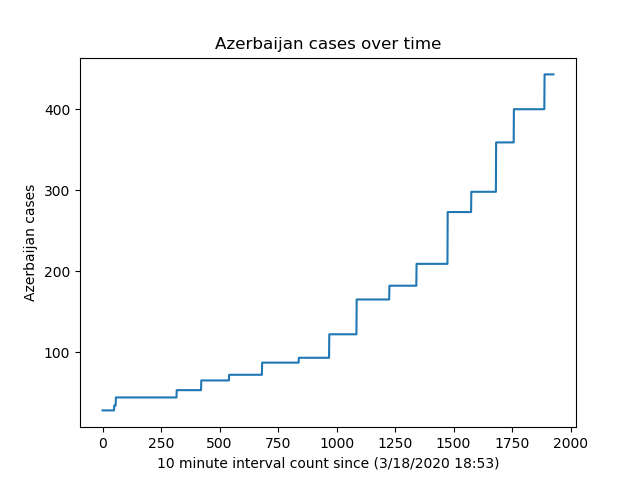 Azerbaijan cases over time
Azerbaijan cases
400
300
200
100
0 250 500 750 1000 1250 1500 1750 2000
10 minute interval count since (3/18/2020 18:53)